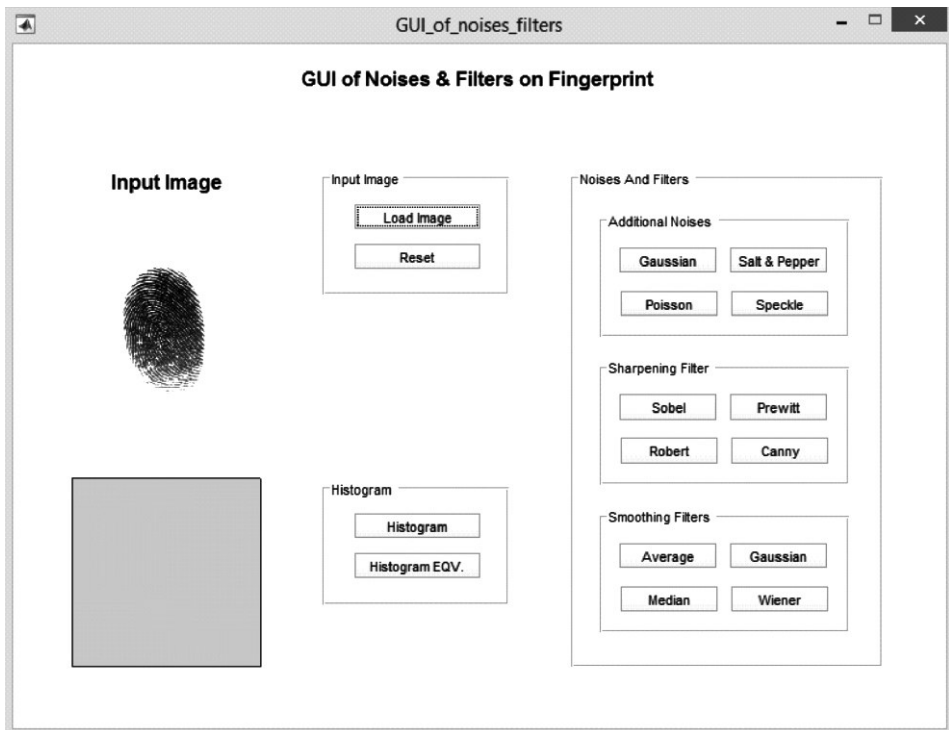 GUI_of_noises_filters
GUI of Noises & Filters on Fingerprint
Input Image
Input Image
Load Image
Reset
Histogram
Histogram
Histogram EQV.
Noises And Filters
Additional Noises
Gaussian Salt & Pepper
Poisson Speckle
Sharpening Filter
Sobel Prewitt
Robert Canny
Smoothing Filters
Average Gaussian
Median Wiener